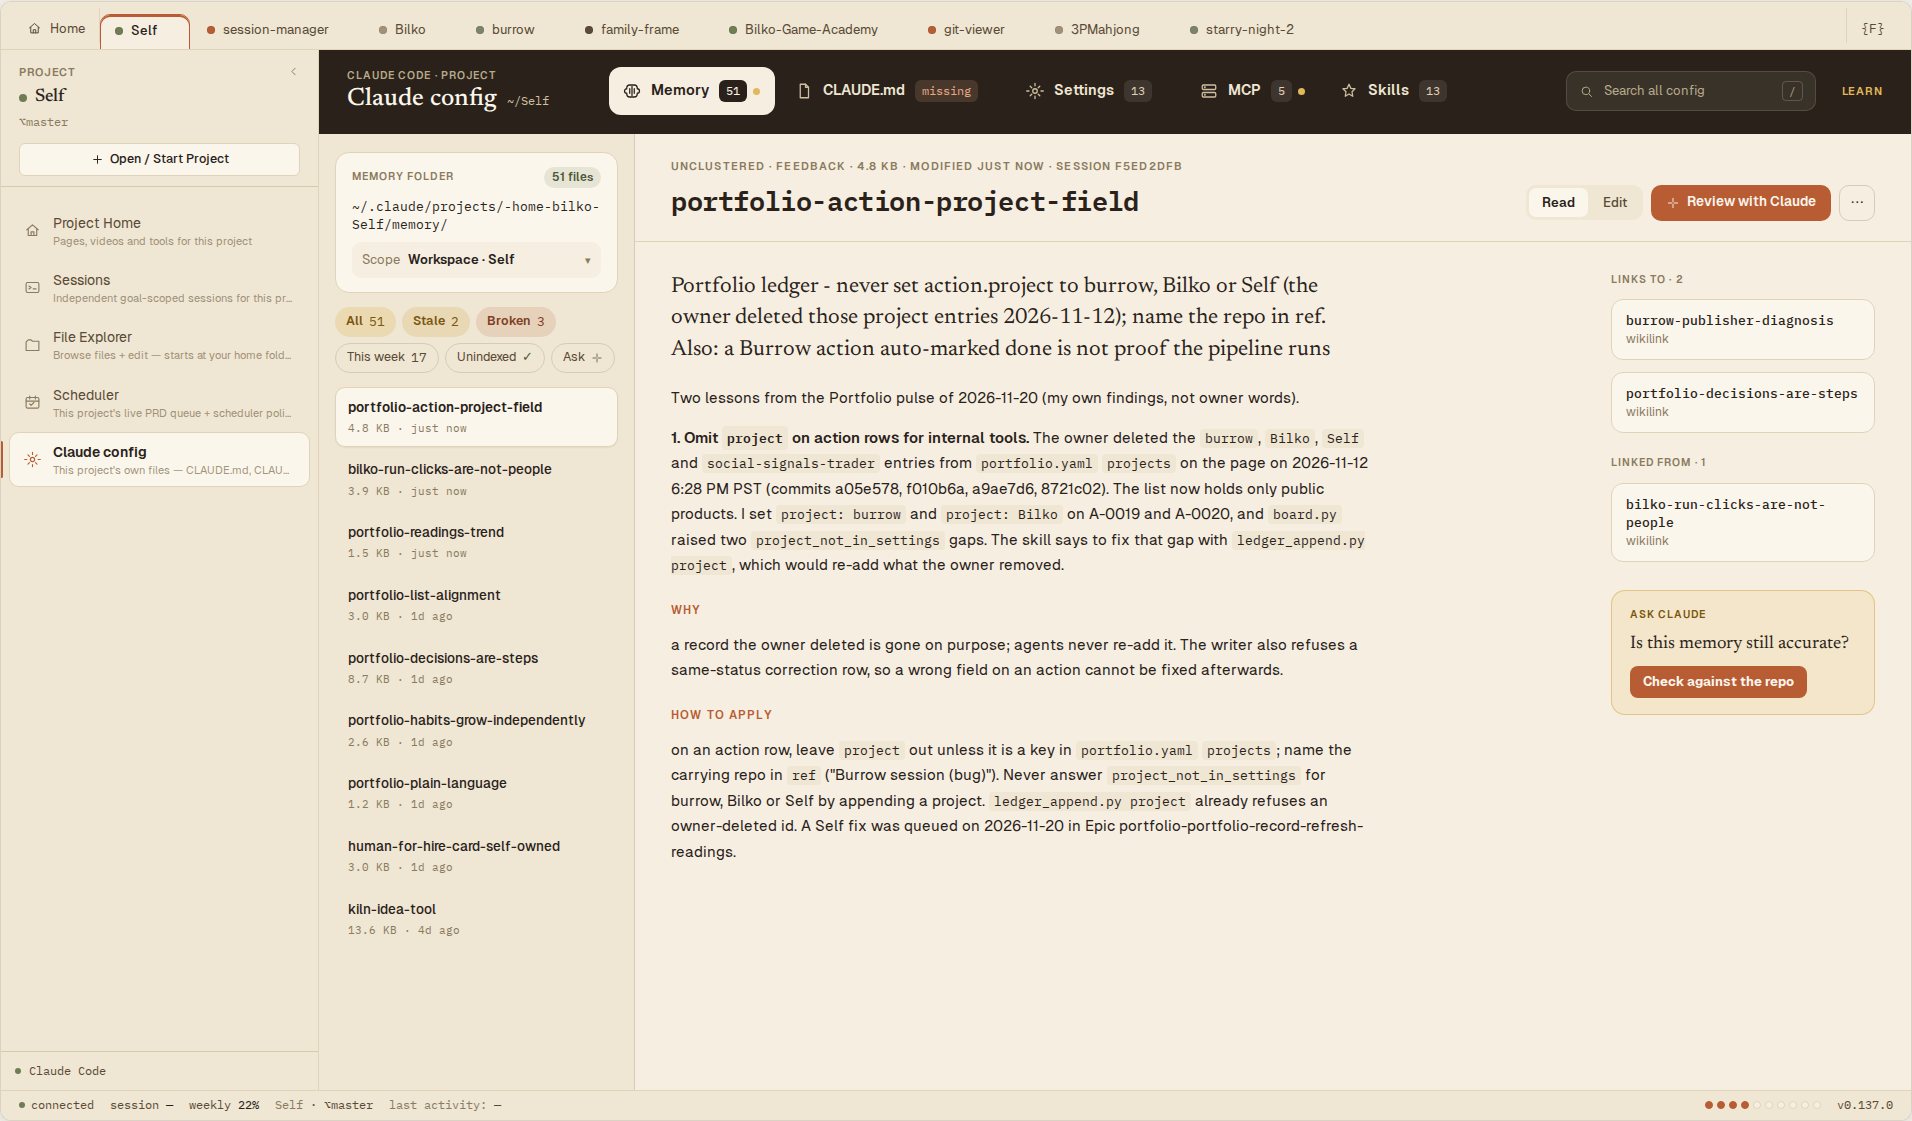 Home
Self
session-manager
Bilko
burrow
family-frame
Bilko-Game-Academy
git-viewer
3PMahjong
starry-night-2
{F}
PROJECT
Self
⌥master
+ Open / Start Project
Project Home
Pages, videos and tools for this project
Sessions
Independent goal-scoped sessions for this pr…
File Explorer
Browse files + edit — starts at your home fold…
Scheduler
This project's live PRD queue + scheduler poli…
Claude config
This project's own files — CLAUDE.md, CLAU…
Claude Code
CLAUDE CODE · PROJECT
Claude config ~/Self
Memory 51
CLAUDE.md missing
Settings 13
MCP 5
Skills 13
Search all config /
LEARN
MEMORY FOLDER 51 files
~/.claude/projects/-home-bilko-
Self/memory/
Scope Workspace · Self ▾
All 51 Stale 2 Broken 3
This week 17 Unindexed ✓ Ask
portfolio-action-project-field
4.8 KB · just now
bilko-run-clicks-are-not-people
3.9 KB · just now
portfolio-readings-trend
1.5 KB · just now
portfolio-list-alignment
3.0 KB · 1d ago
portfolio-decisions-are-steps
8.7 KB · 1d ago
portfolio-habits-grow-independently
2.6 KB · 1d ago
portfolio-plain-language
1.2 KB · 1d ago
human-for-hire-card-self-owned
3.0 KB · 1d ago
kiln-idea-tool
13.6 KB · 4d ago
UNCLUSTERED · FEEDBACK · 4.8 KB · MODIFIED JUST NOW · SESSION F5ED2DFB
portfolio-action-project-field
Read Edit
Review with Claude
⋯
Portfolio ledger - never set action.project to burrow, Bilko or Self (the
owner deleted those project entries 2026-11-12); name the repo in ref.
Also: a Burrow action auto-marked done is not proof the pipeline runs
Two lessons from the Portfolio pulse of 2026-11-20 (my own findings, not owner words).
1. Omit project on action rows for internal tools. The owner deleted the burrow, Bilko, Self
and social-signals-trader entries from portfolio.yaml projects on the page on 2026-11-12
6:28 PM PST (commits a05e578, f010b6a, a9ae7d6, 8721c02). The list now holds only public
products. I set project: burrow and project: Bilko on A-0019 and A-0020, and board.py
raised two project_not_in_settings gaps. The skill says to fix that gap with ledger_append.py
project, which would re-add what the owner removed.
WHY
a record the owner deleted is gone on purpose; agents never re-add it. The writer also refuses a
same-status correction row, so a wrong field on an action cannot be fixed afterwards.
HOW TO APPLY
on an action row, leave project out unless it is a key in portfolio.yaml projects; name the
carrying repo in ref ("Burrow session (bug)"). Never answer project_not_in_settings for
burrow, Bilko or Self by appending a project. ledger_append.py project already refuses an
owner-deleted id. A Self fix was queued on 2026-11-20 in Epic portfolio-portfolio-record-refresh-
readings.
LINKS TO · 2
burrow-publisher-diagnosis
wikilink
portfolio-decisions-are-steps
wikilink
LINKED FROM · 1
bilko-run-clicks-are-not-
people
wikilink
ASK CLAUDE
Is this memory still accurate?
Check against the repo
connected session — weekly 22% Self · ⌥master last activity: —
v0.137.0